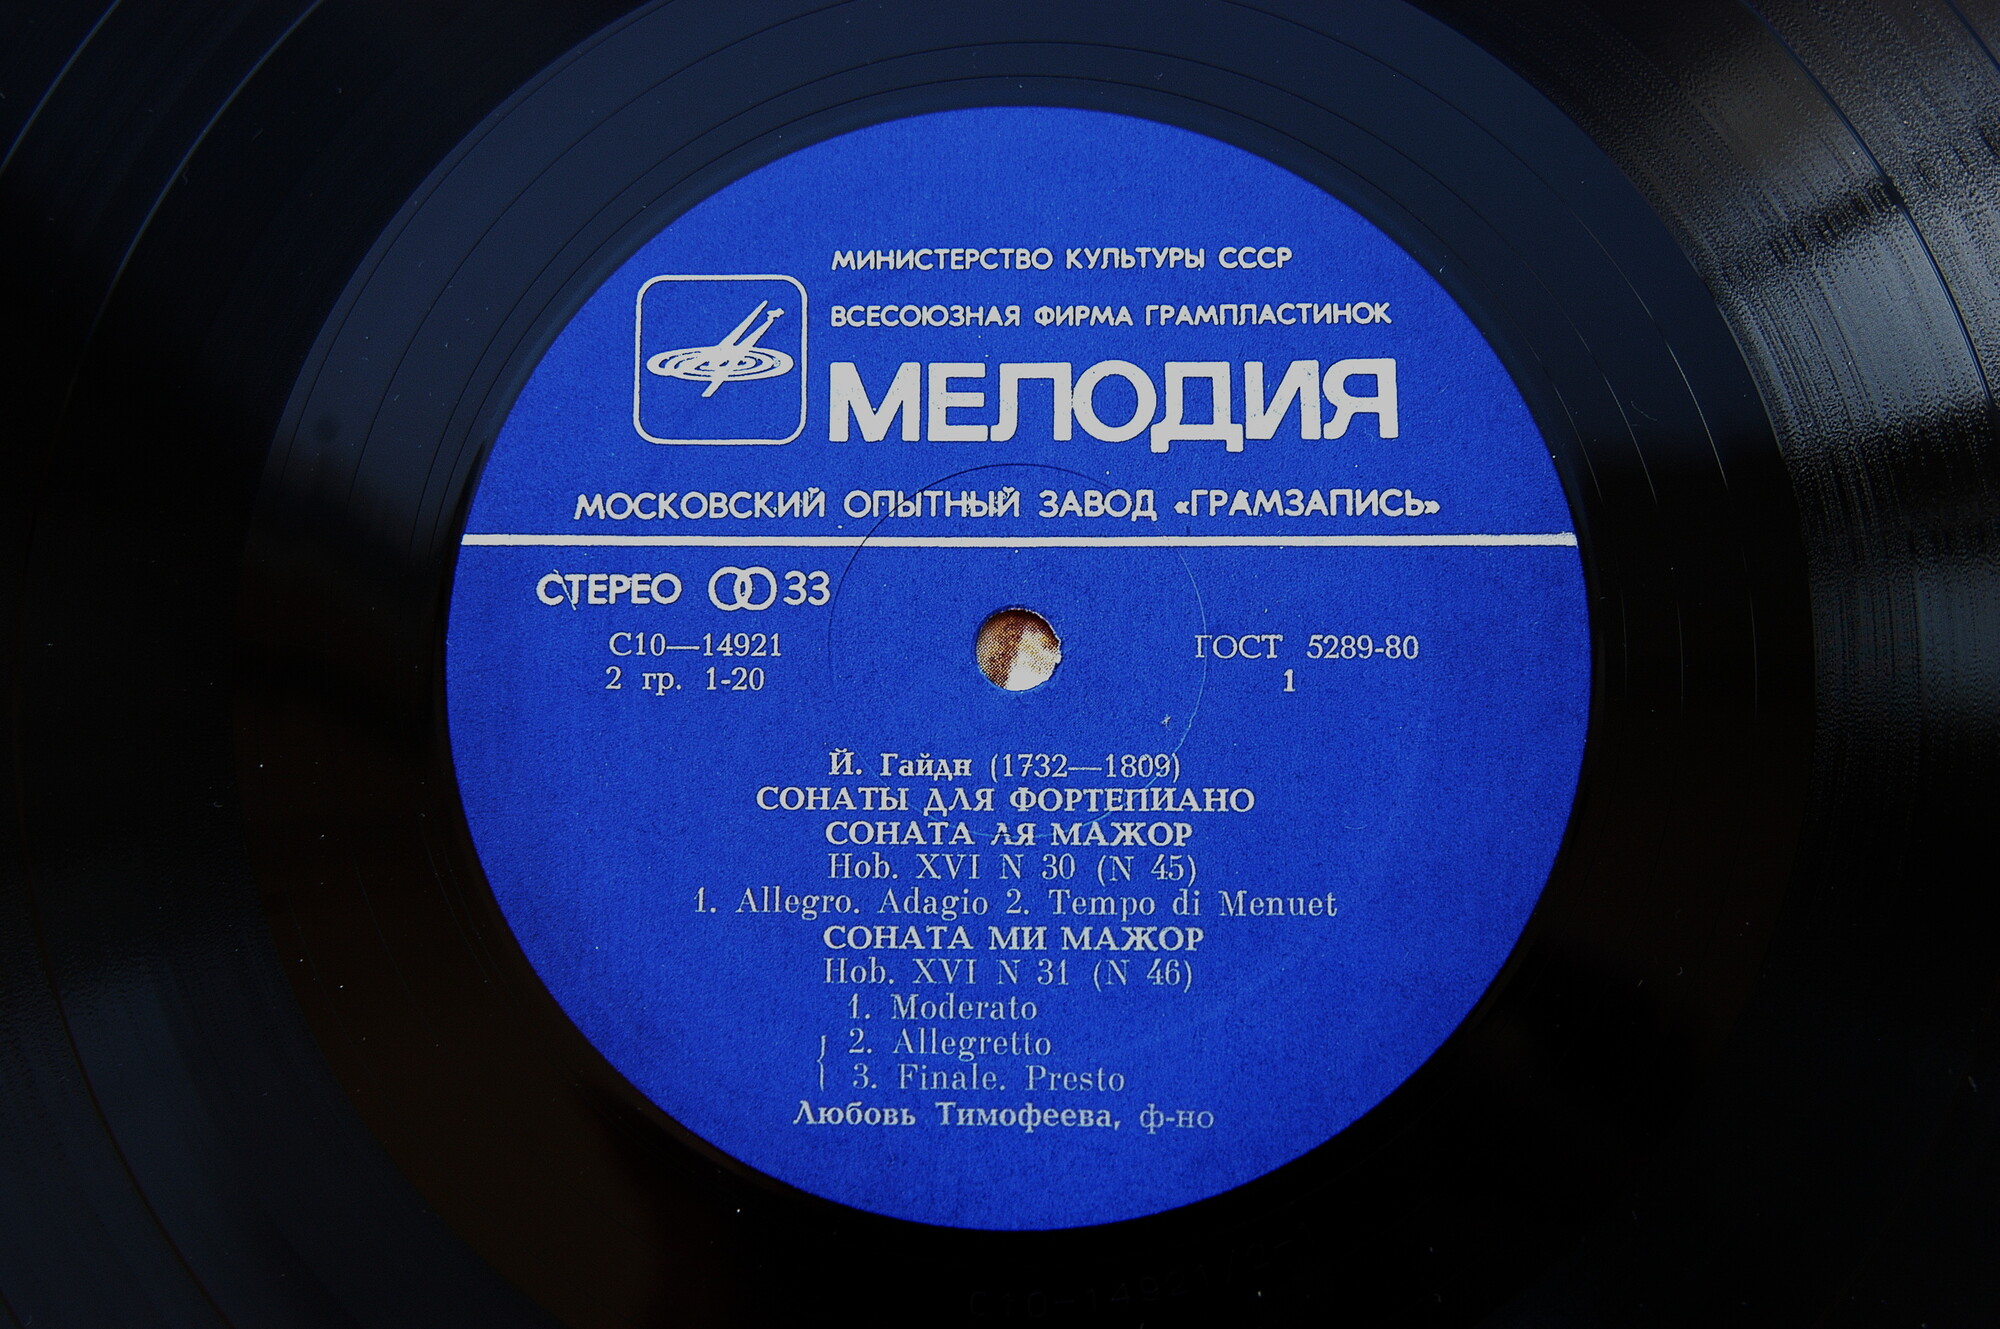 МИНИСТЕРСТВО КУЛЬТУРЫ СССР
ВСЕСОЮЗНАЯ ФИРМА ГРАМПЛАСТИНОК
МЕЛОДИЯ
МОСКОВСКИЙ ОПЫТНЫЙ ЗАВОД «ГРАМЗАПИСЬ»
СТЕРЕО 33
С10—14921 ГОСТ 5289-80
2 гр. 1-20 1
Й. Гайдн (1732—1809)
СОНАТЫ ДЛЯ ФОРТЕПИАНО
СОНАТА ЛЯ МАЖОР
Hob. XVI N 30 (N 45)
1. Allegro. Adagio 2. Tempo di Menuet
СОНАТА МИ МАЖОР
Hob. XVI N 31 (N 46)
1. Moderato
2. Allegretto
3. Finale. Presto
Любовь Тимофеева, ф-но